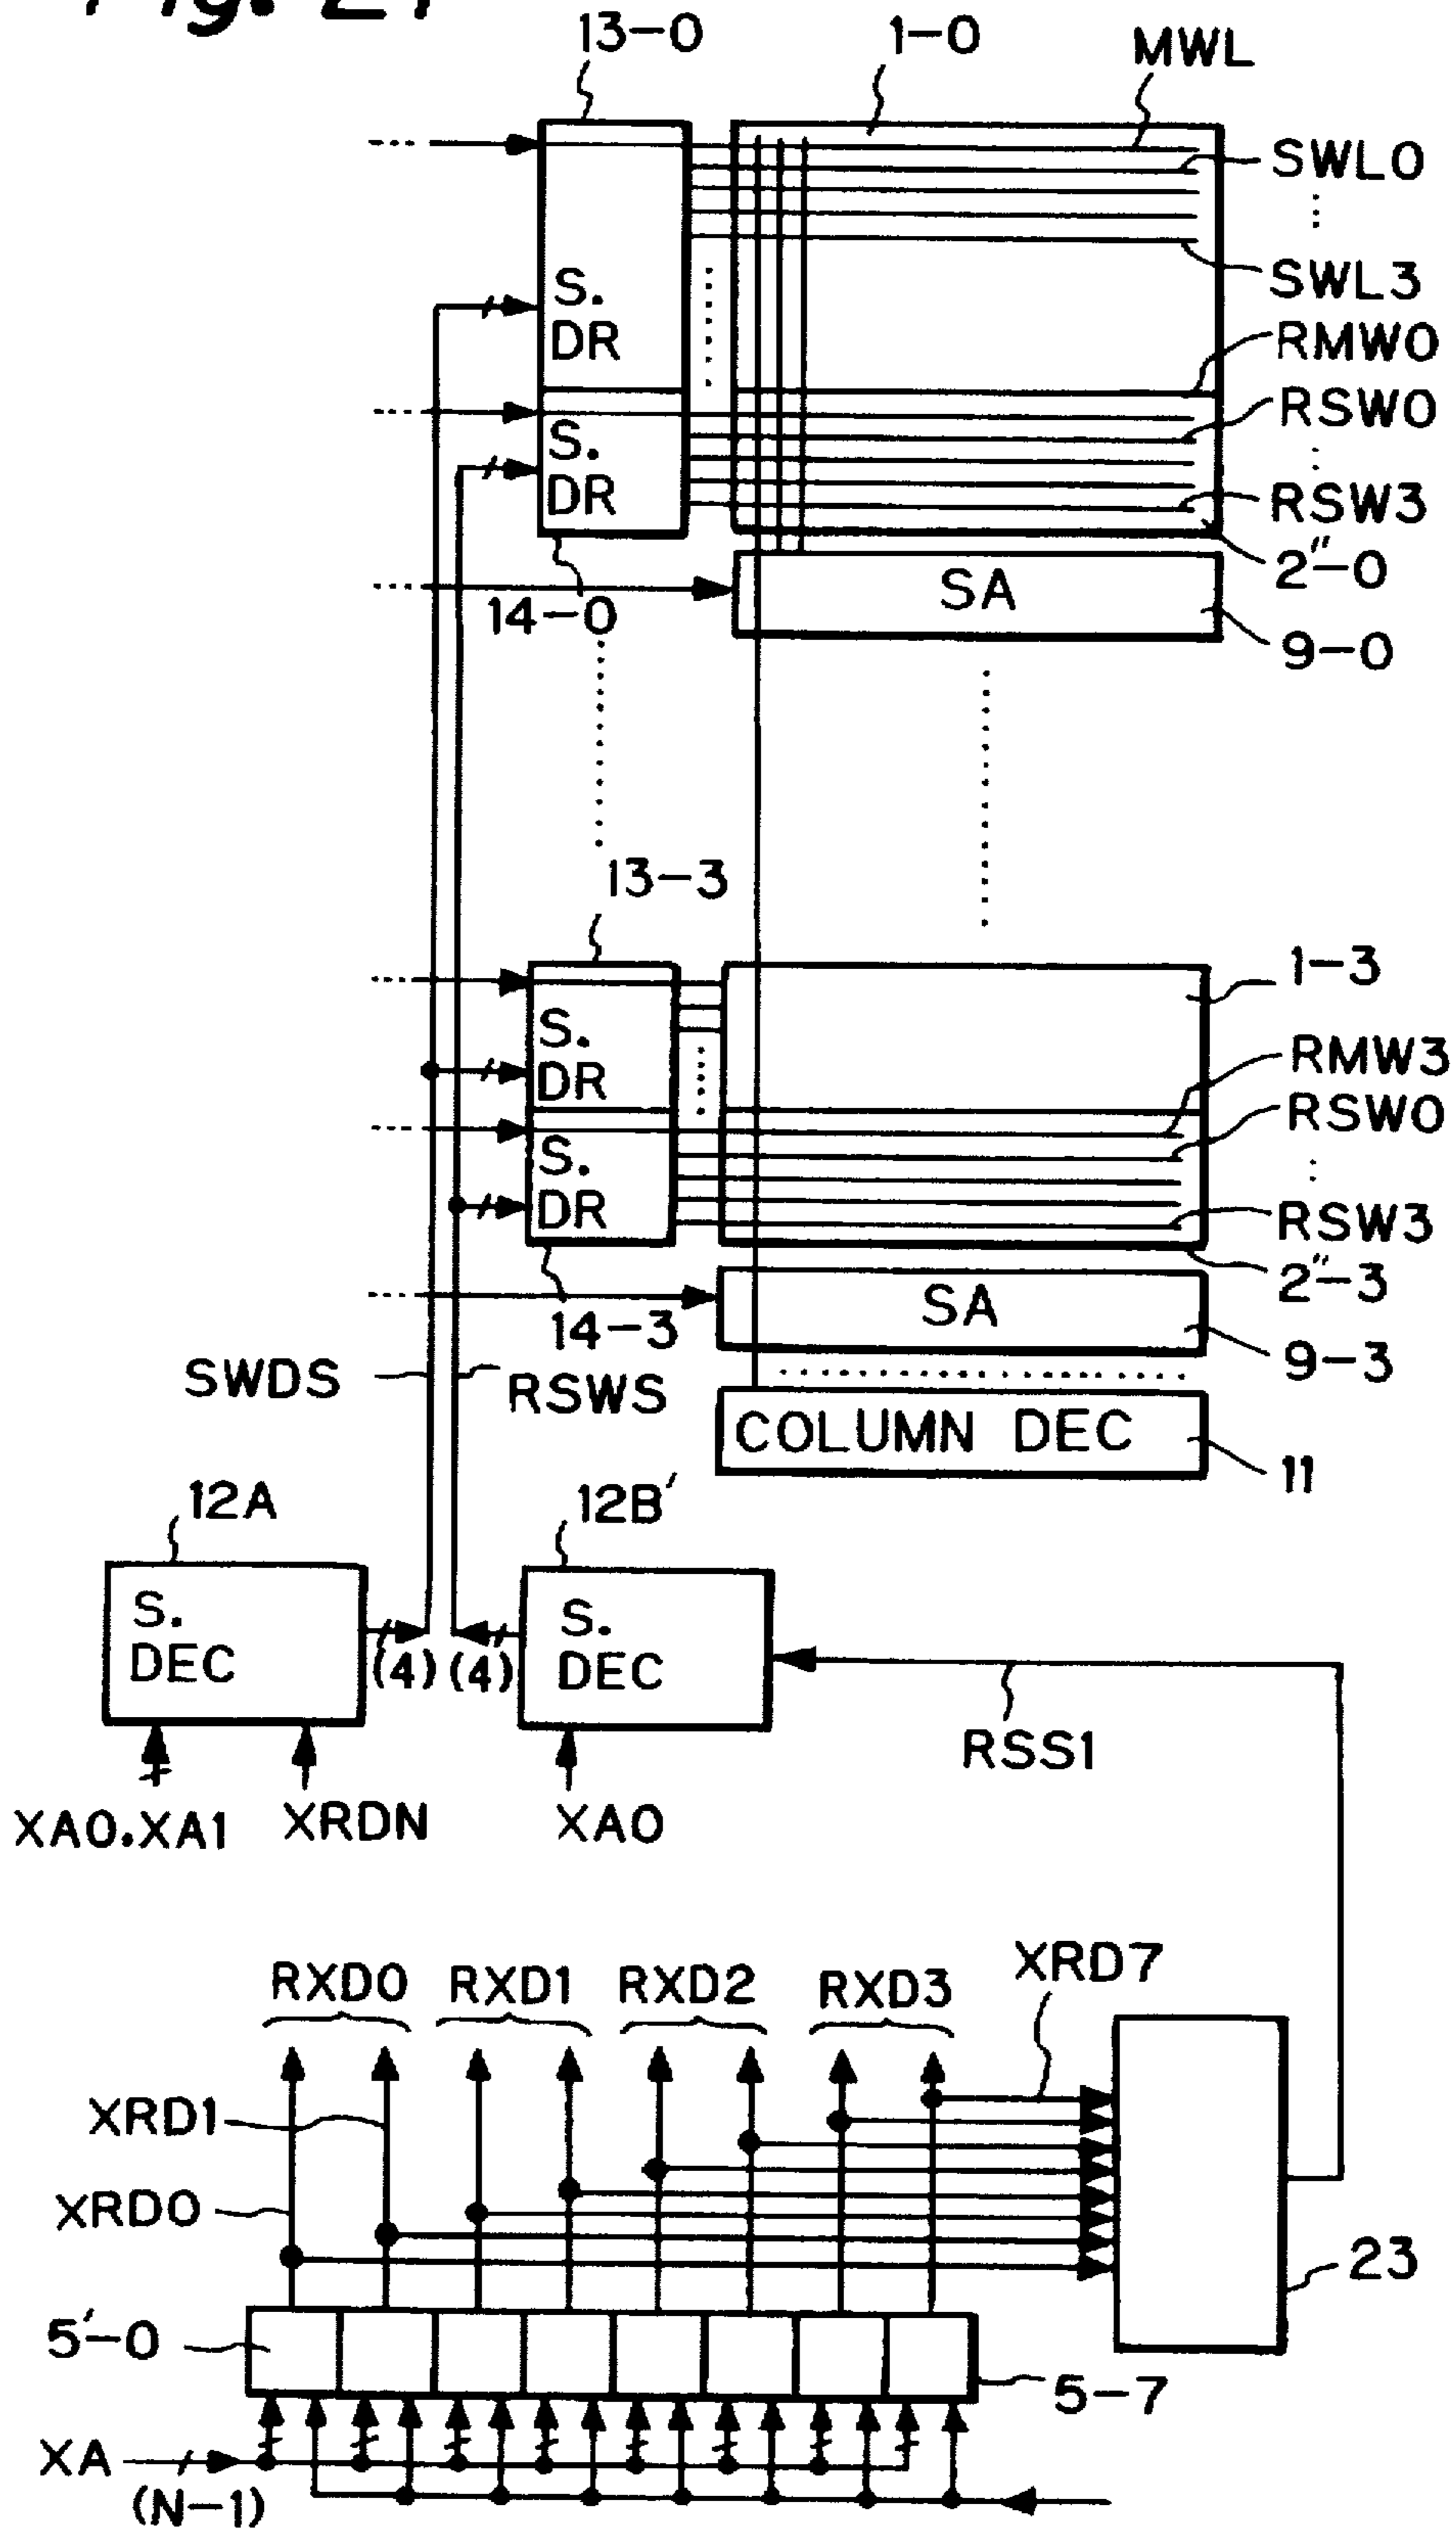 Fig. 21
13-0
1-0
MWL
SWL0
SWL3
S.
DR
RMW0
RSW0
S.
DR
RSW3
2"-0
14-0
SA
9-0
13-3
1-3
S.
DR
RMW3
RSW0
S.
DR
RSW3
2"-3
14-3
SA
9-3
SWDS
RSWS
COLUMN DEC
11
12A
12B'
S.
DEC
(4)
(4)
S.
DEC
RSS1
XA0.XA1
XRDN
XA0
RXD0
RXD1
RXD2
RXD3
XRD7
XRD1
XRD0
23
5'-0
5-7
XA
(N-1)